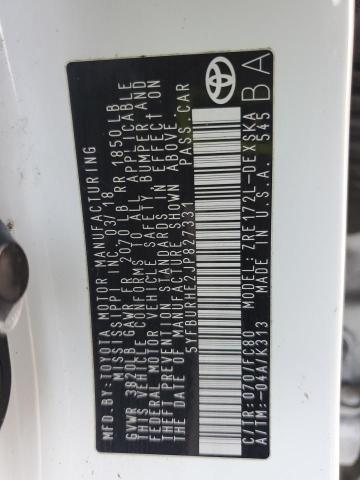 MFD.BY:TOYOTA MOTOR MANUFACTURING
MISSISSIPPI INC. 03/18
GVWR 3820LB GAWR FR 2070LB RR 1850LB
THIS VEHICLE CONFORMS TO ALL APPLICABLE
FEDERAL MOTOR VEHICLE SAFETY, BUMPER, AND
THEFT PREVENTION STANDARDS IN EFFECT ON
THE DATE OF MANUFACTURE SHOWN ABOVE.
5YFBURHE2JP827331 PASS.CAR
C/TR:070/FC80 MODEL:ZRE172L-DEXSKA
A/TM:-04A/K313 MADE IN U.S.A. 545
BA